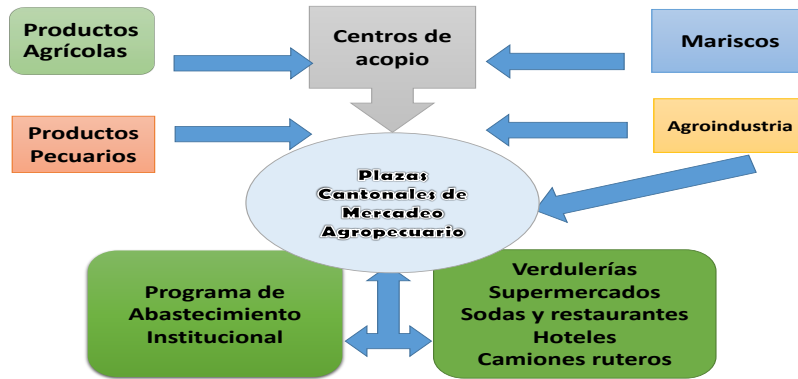 Productos
Agrícolas
Centros de
acopio
Mariscos
Productos
Pecuarios
Agroindustria
Plazas
Cantonales de
Mercadeo
Agropecuario
Programa de
Abastecimiento
Institucional
Verdulerías
Supermercados
Sodas y restaurantes
Hoteles
Camiones ruteros